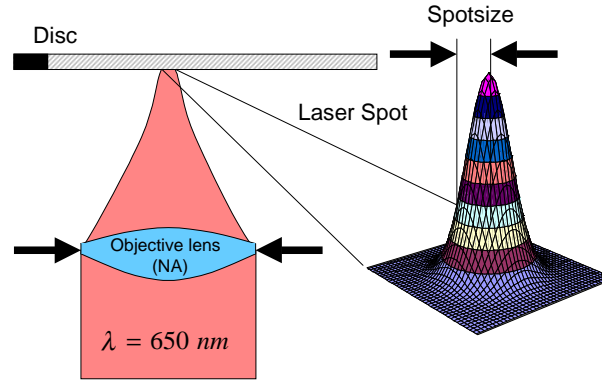 Spotsize
Disc
Laser Spot
Objective lens
(NA)
λ = 650 nm